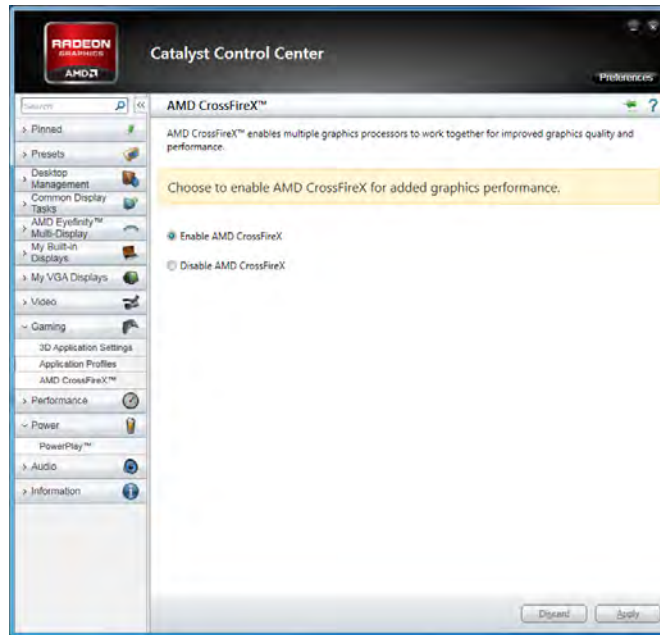 RADEON
GRAPHICS
AMD
Catalyst Control Center
Preferences
Search
AMD CrossFireX™
Pinned
Presets
Desktop
Management
Common Display
Tasks
AMD Eyefinity™
Multi-Display
My Built-in
Displays
My VGA Displays
Video
Gaming
3D Application Settings
Application Profiles
AMD CrossFireX™
Performance
Power
PowerPlay™
Audio
Information
AMD CrossFireX™ enables multiple graphics processors to work together for improved graphics quality and
performance.
Choose to enable AMD CrossFireX for added graphics performance.
Enable AMD CrossFireX
Disable AMD CrossFireX
Discard
Apply